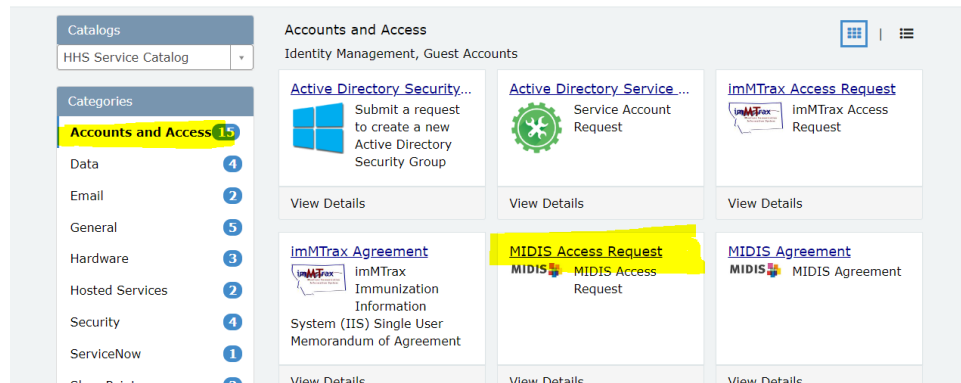 Catalogs
HHS Service Catalog
Categories
Accounts and Access 15
Data 4
Email 2
General 5
Hardware 3
Hosted Services 2
Security 4
ServiceNow 1
Accounts and Access
Identity Management, Guest Accounts
Active Directory Security...
Submit a request
to create a new
Active Directory
Security Group
View Details
Active Directory Service ...
Service Account
Request
View Details
imMTrax Access Request
imMTrax
imMTrax Access
Request
View Details
imMTrax Agreement
imMTrax
imMTrax
Immunization
Information
System (IIS) Single User
Memorandum of Agreement
View Details
MIDIS Access Request
MIDIS
MIDIS Access
Request
View Details
MIDIS Agreement
MIDIS
MIDIS Agreement
View Details